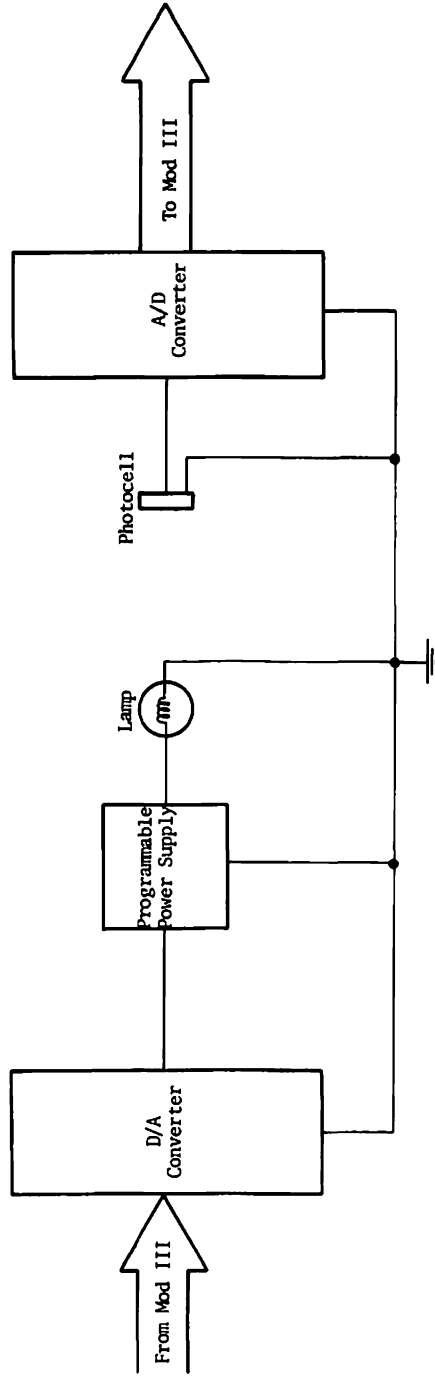 From Mod III
D/A
Converter
Programmable
Power Supply
Lamp
Photocell
A/D
Converter
To Mod III